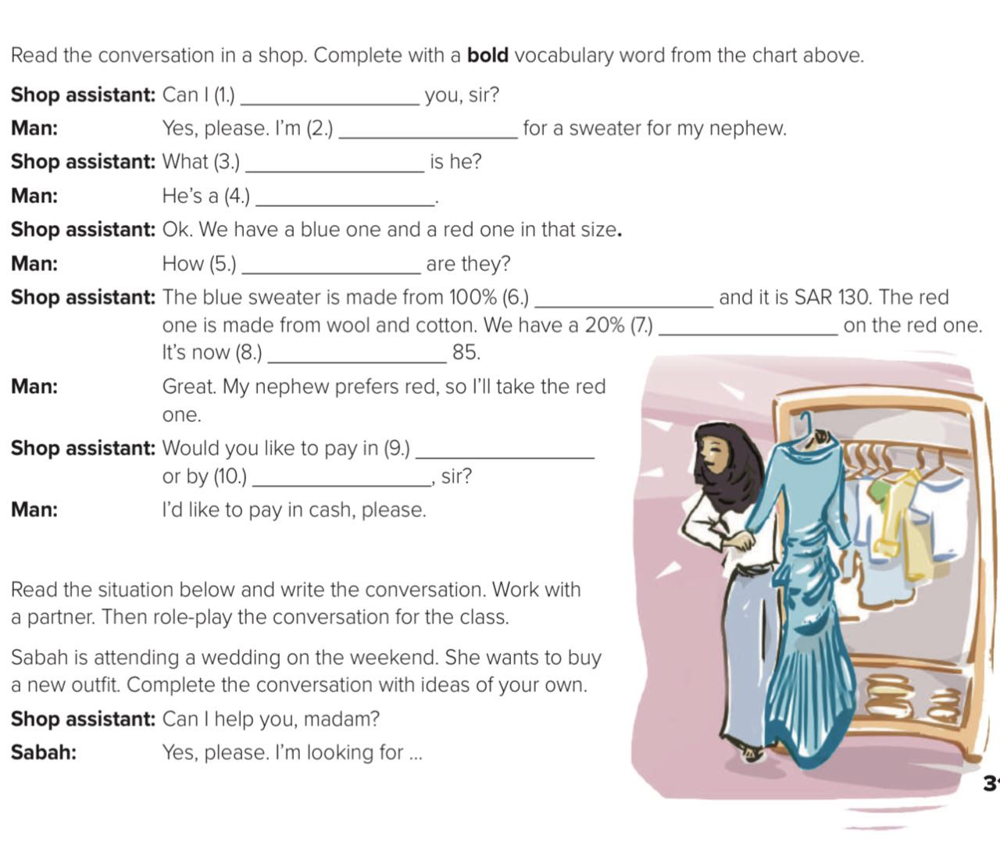 Read the conversation in a shop. Complete with a bold vocabulary word from the chart above.
Shop assistant: Can I (1.) ________________ you, sir?
Man: Yes, please. I'm (2.) ________________ for a sweater for my nephew.
Shop assistant: What (3.) ________________ is he?
Man: He's a (4.) ________________.
Shop assistant: Ok. We have a blue one and a red one in that size.
Man: How (5.) ________________ are they?
Shop assistant: The blue sweater is made from 100% (6.) ________________ and it is SAR 130. The red
one is made from wool and cotton. We have a 20% (7.) ________________ on the red one.
It's now (8.) ________________ 85.
Man: Great. My nephew prefers red, so I'll take the red
one.
Shop assistant: Would you like to pay in (9.) ________________
or by (10.) ________________, sir?
Man: I'd like to pay in cash, please.
Read the situation below and write the conversation. Work with
a partner. Then role-play the conversation for the class.
Sabah is attending a wedding on the weekend. She wants to buy
a new outfit. Complete the conversation with ideas of your own.
Shop assistant: Can I help you, madam?
Sabah: Yes, please. I'm looking for ...